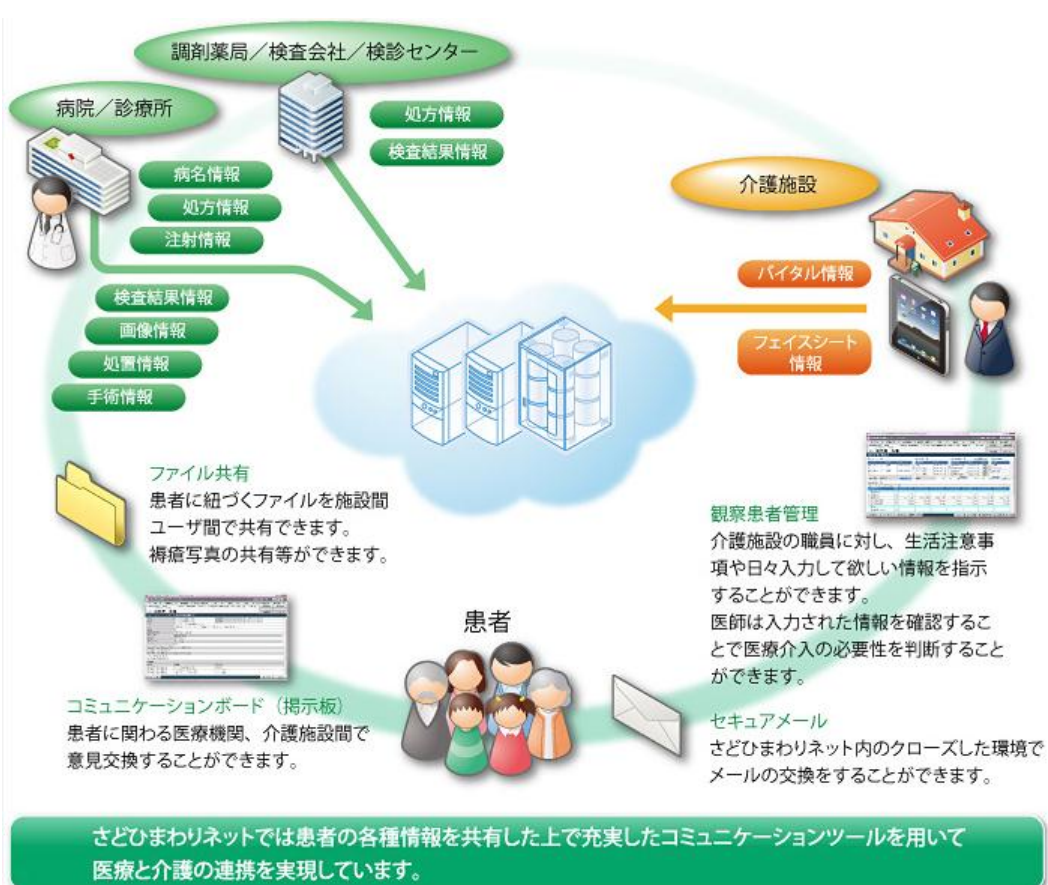 調剤薬局／検査会社／検診センター
病院／診療所
処方情報
検査結果情報
病名情報
処方情報
注射情報
介護施設
バイタル情報
フェイスシート
情報
検査結果情報
画像情報
処置情報
手術情報
ファイル共有
患者に紐づくファイルを施設間
ユーザ間で共有できます。
褥瘡写真の共有等ができます。
観察患者管理
介護施設の職員に対し、生活注意事
項や日々入力して欲しい情報を指示
することができます。
医師は入力された情報を確認するこ
とで医療介入の必要性を判断すること
ができます。
患者
コミュニケーションボード（掲示板）
患者に関わる医療機関、介護施設間で
意見交換することができます。
セキュアメール
さどひまわりネット内のクローズした環境で
メールの交換をすることができます。
さどひまわりネットでは患者の各種情報を共有した上で充実したコミュニケーションツールを用いて
医療と介護の連携を実現しています。